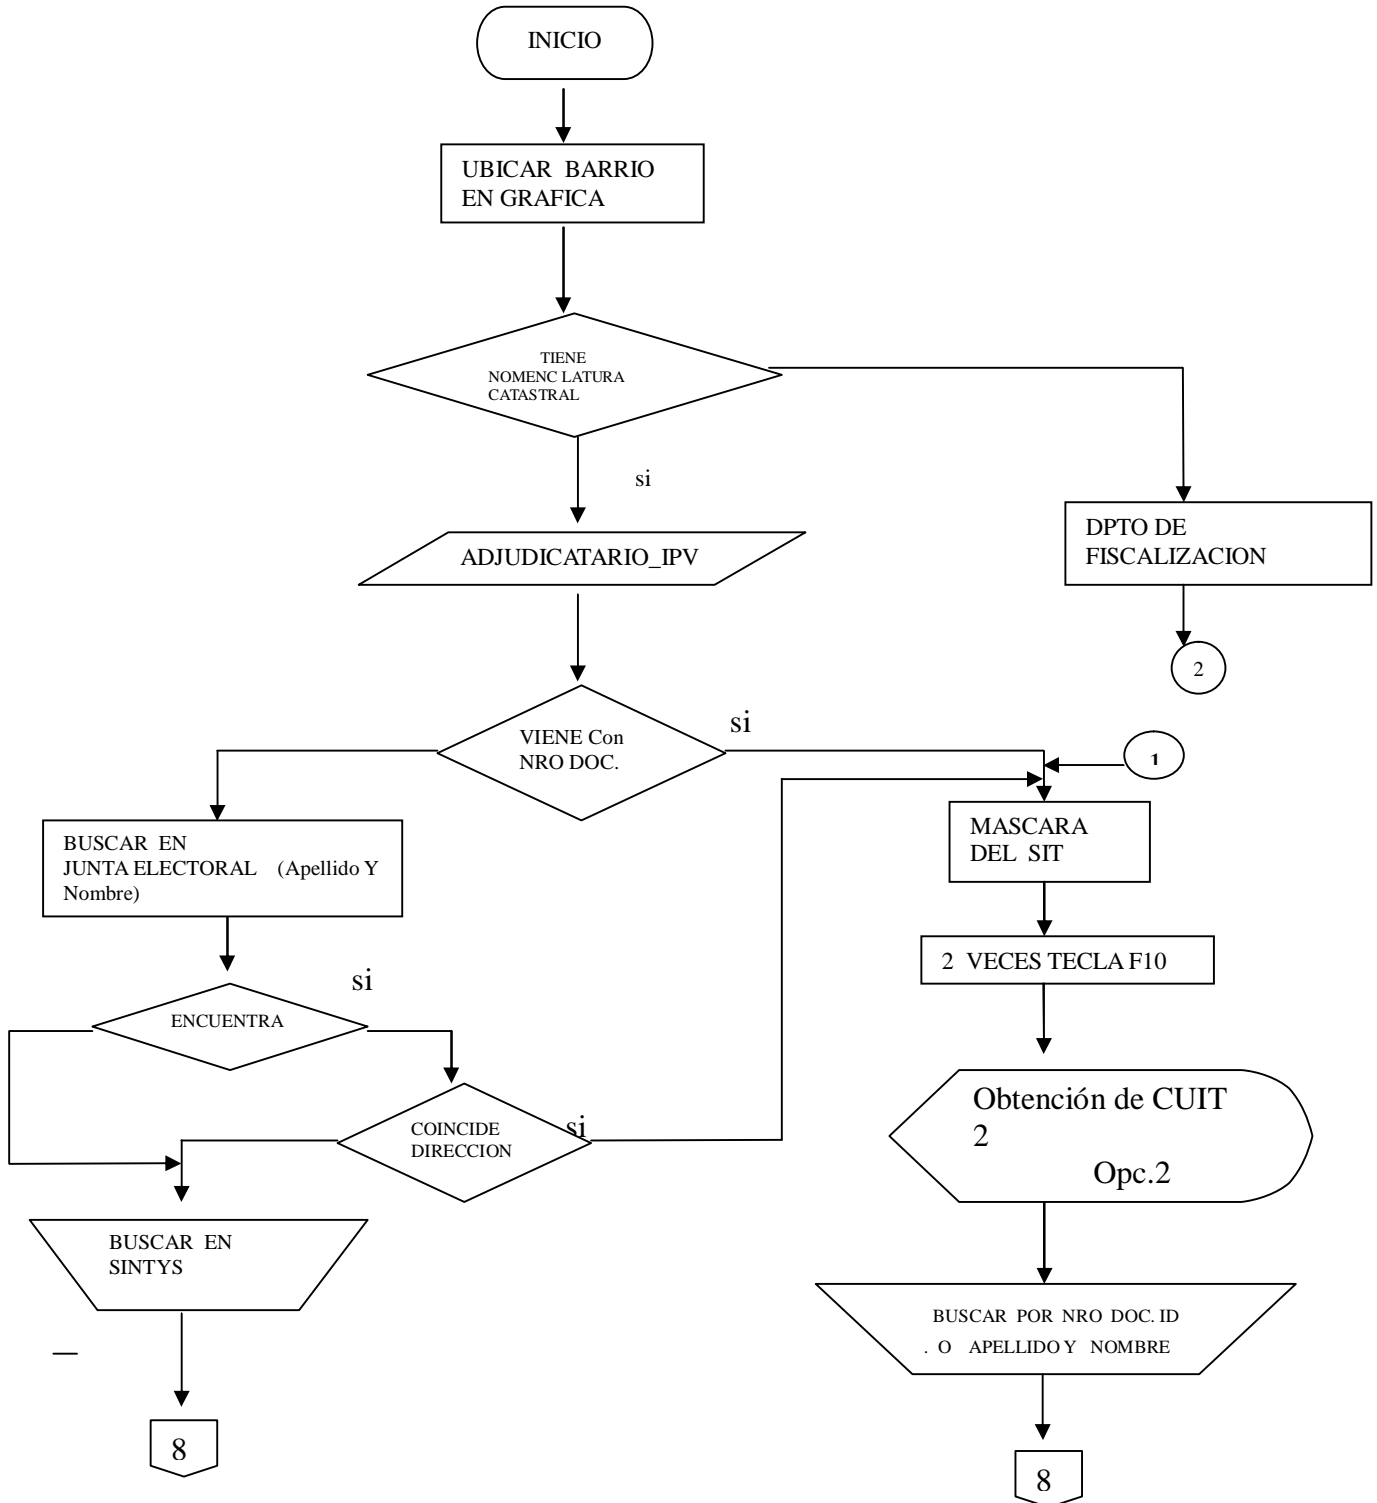 INICIO
UBICAR BARRIO
EN GRAFICA
TIENE
NOMENC LATURA
CATASTRAL
si
ADJUDICATARIO_IPV
DPTO DE
FISCALIZACION
2
VIENE Con
NRO DOC.
si
1
BUSCAR EN
JUNTA ELECTORAL (Apellido Y
Nombre)
MASCARA
DEL SIT
2 VECES TECLA F10
si
ENCUENTRA
COINCIDE
DIRECCION
si
Obtención de CUIT
2
Opc.2
BUSCAR EN
SINTYS
BUSCAR POR NRO DOC. ID
. O APELLIDO Y NOMBRE
8
8